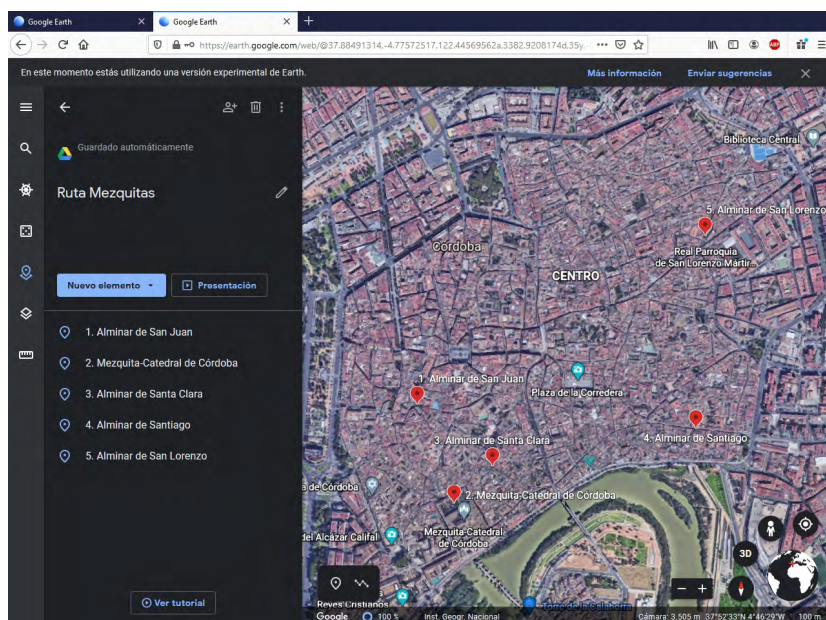 Google Earth
Google Earth
https://earth.google.com/web/@37.88491314,-4.77572517,122.44569562a,3382.9208174d,35y,
ABP
En este momento estás utilizando una versión experimental de Earth.
Más información
Enviar sugerencias
Guardado automáticamente
Ruta Mezquitas
Nuevo elemento
Presentación
1. Alminar de San Juan
2. Mezquita-Catedral de Córdoba
3. Alminar de Santa Clara
4. Alminar de Santiago
5. Alminar de San Lorenzo
Ver tutorial
Biblioteca Central
5. Alminar de San Lorenzo
Córdoba
Real Parroquia
de San Lorenzo Mártir...
CENTRO
1. Alminar de San Juan
Plaza de la Corredera
3. Alminar de Santa Clara
4. Alminar de Santiago
a de Córdoba
2. Mezquita-Catedral de Córdoba
del Alcázar Califal
Mezquita-Catedral
de Córdoba
3D
Reyes Cristianos
Torre de la Calahorra
Google
100 %
Inst. Geogr. Nacional
Cámara: 3.505 m 37°52'33"N 4°46'29"W
100 m